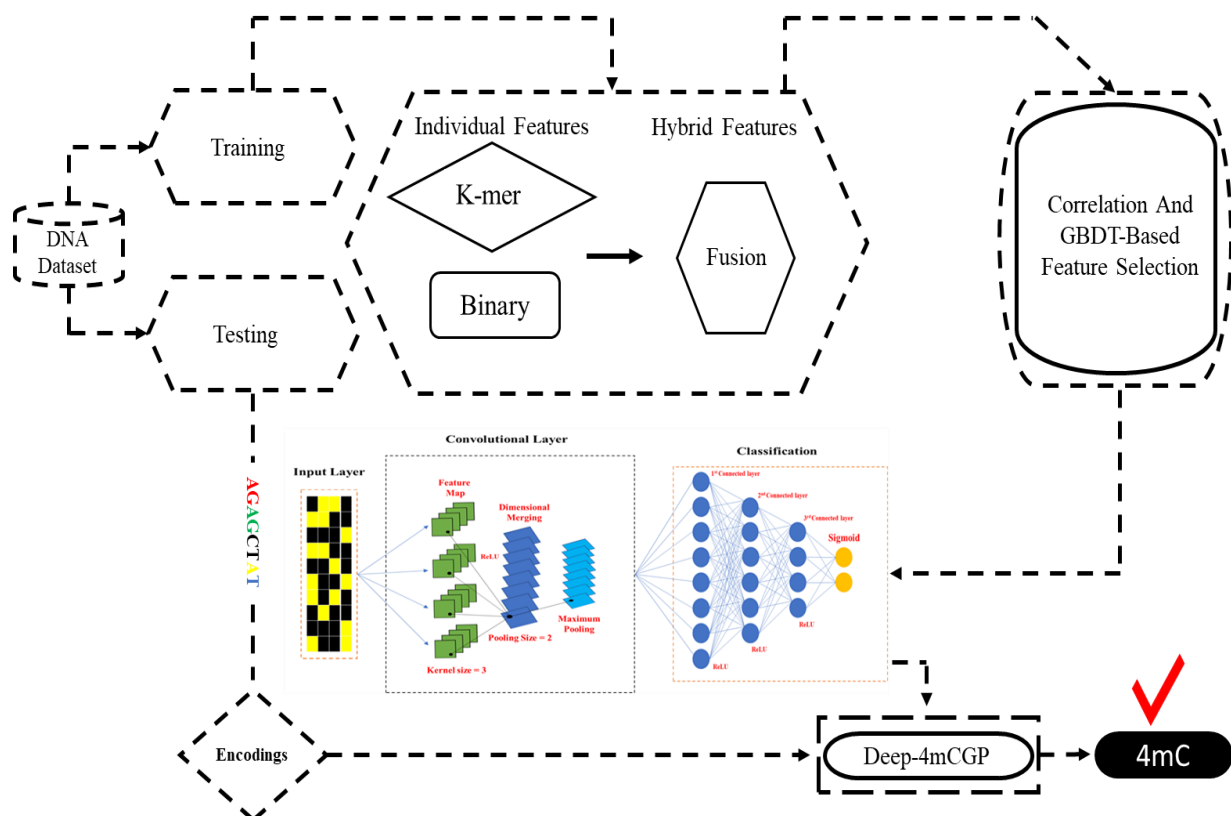 Training
DNA
Dataset
Testing
Individual Features
Hybrid Features
K-mer
Binary
Fusion
Correlation And
GBDT-Based
Feature Selection
AGAGCTAT
Input Layer
Convolutional Layer
Feature
Map
ReLU
Dimensional
Merging
Maximum
Pooling
Pooling Size = 2
Kernel size = 3
Classification
1st Connected layer
2nd Connected layer
3rd Connected layer
Sigmoid
ReLU
ReLU
Encodings
Deep-4mCGP
4mC